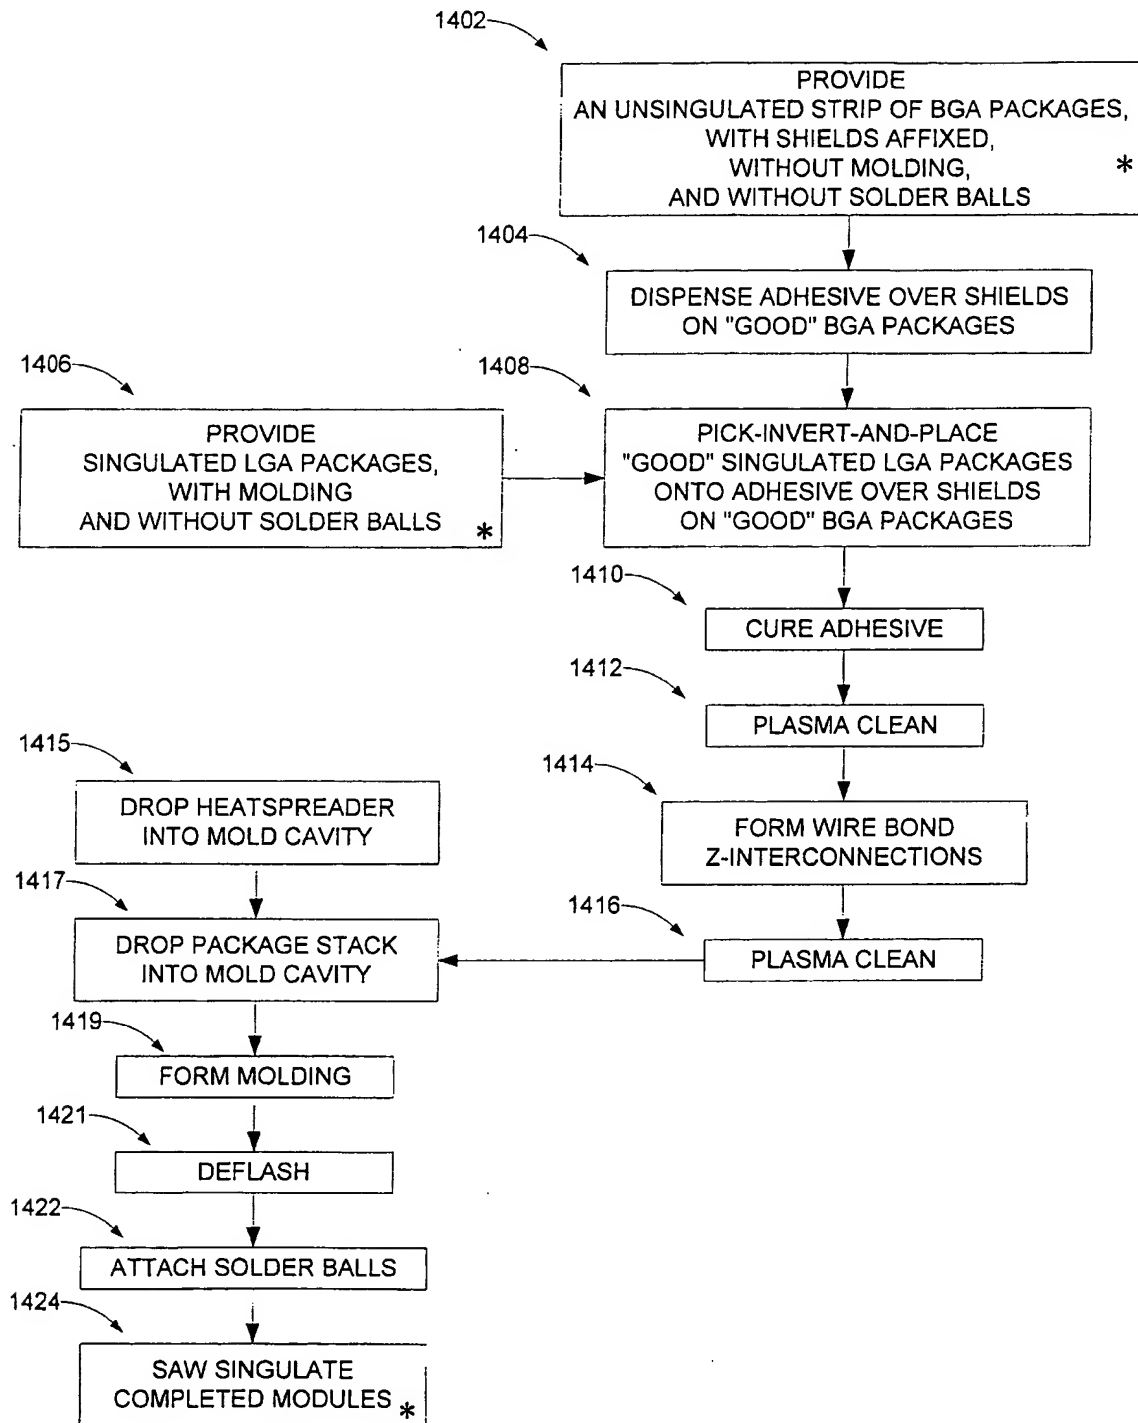 1402
PROVIDE
AN UNSINGULATED STRIP OF BGA PACKAGES,
WITH SHIELDS AFFIXED,
WITHOUT MOLDING,
AND WITHOUT SOLDER BALLS
*
1404
DISPENSE ADHESIVE OVER SHIELDS
ON "GOOD" BGA PACKAGES
1406
PROVIDE
SINGULATED LGA PACKAGES,
WITH MOLDING
AND WITHOUT SOLDER BALLS
*
1408
PICK-INVERT-AND-PLACE
"GOOD" SINGULATED LGA PACKAGES
ONTO ADHESIVE OVER SHIELDS
ON "GOOD" BGA PACKAGES
1410
CURE ADHESIVE
1412
PLASMA CLEAN
1414
FORM WIRE BOND
Z-INTERCONNECTIONS
1416
PLASMA CLEAN
1415
DROP HEATSPREADER
INTO MOLD CAVITY
1417
DROP PACKAGE STACK
INTO MOLD CAVITY
1419
FORM MOLDING
1421
DEFLASH
1422
ATTACH SOLDER BALLS
1424
SAW SINGULATE
COMPLETED MODULES
*